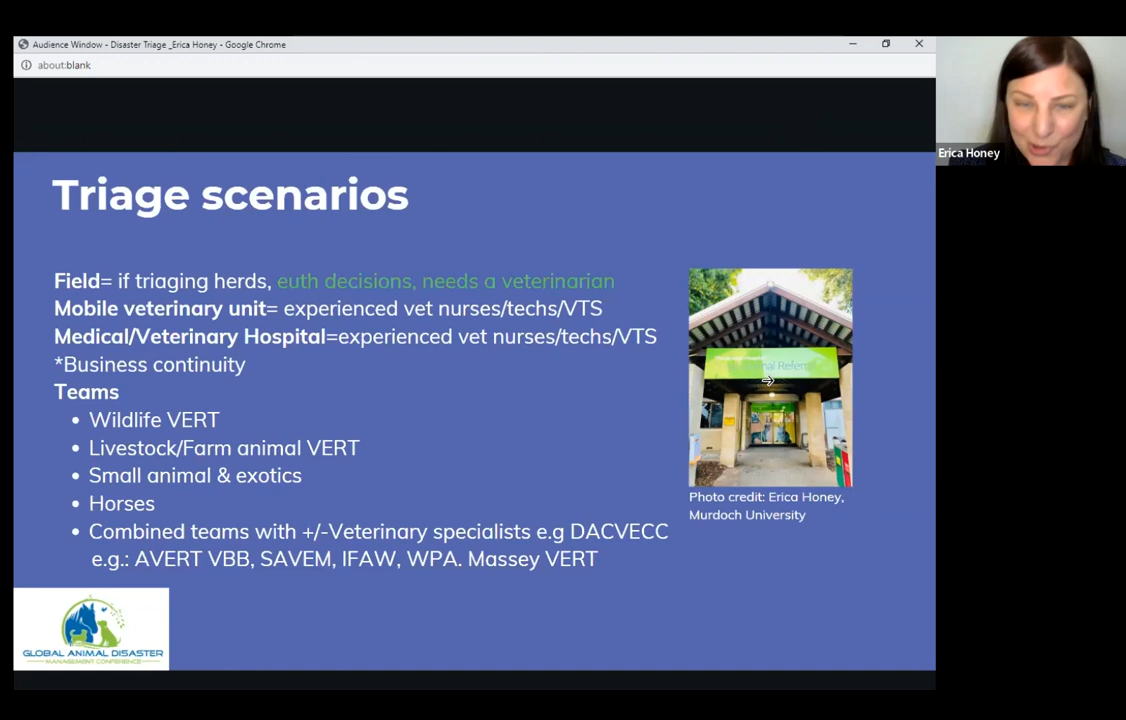 Audience Window - Disaster Triage _Erica Honey - Google Chrome
about:blank
Erica Honey
Triage scenarios
Field= if triaging herds, euth decisions, needs a veterinarian
Mobile veterinary unit= experienced vet nurses/techs/VTS
Medical/Veterinary Hospital=experienced vet nurses/techs/VTS
*Business continuity
Teams
• Wildlife VERT
• Livestock/Farm animal VERT
• Small animal & exotics
• Horses
• Combined teams with +/-Veterinary specialists e.g DACVECC
e.g.: AVERT VBB, SAVEM, IFAW, WPA. Massey VERT
Photo credit: Erica Honey,
Murdoch University
GLOBAL ANIMAL DISASTER
MANAGEMENT CONFERENCE